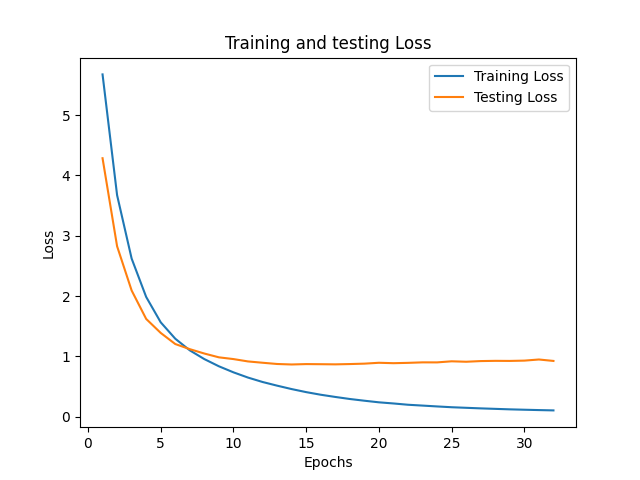 Training and testing Loss
Training Loss
Testing Loss
Loss
5
4
3
2
1
0
0 5 10 15 20 25 30
Epochs